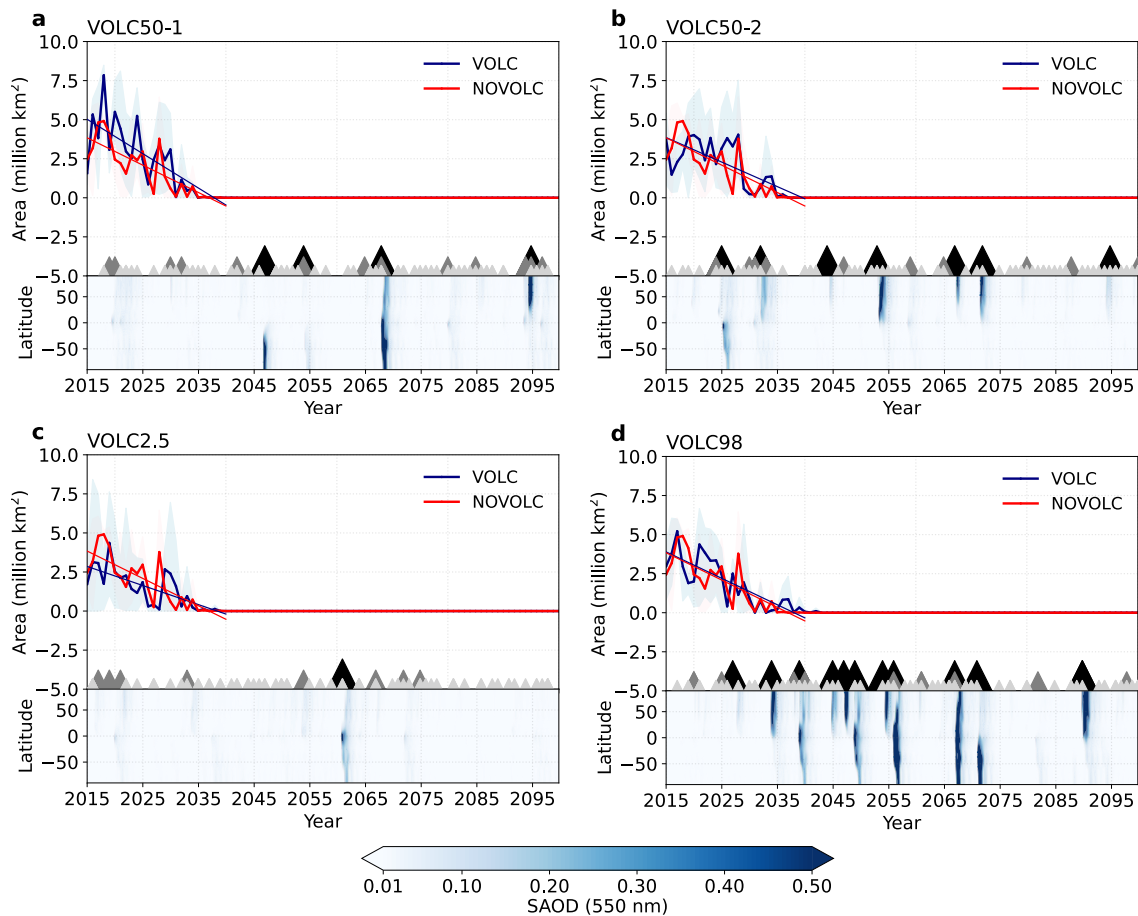 a
VOLC50-1
10.0
7.5
5.0
2.5
0.0
−2.5
−5.0
Area (million km²)
VOLC
NOVOLC
50
0
−50
Latitude
2015 2025 2035 2045 2055 2065 2075 2085 2095
Year
b
VOLC50-2
10.0
7.5
5.0
2.5
0.0
−2.5
−5.0
Area (million km²)
VOLC
NOVOLC
50
0
−50
Latitude
2015 2025 2035 2045 2055 2065 2075 2085 2095
Year
c
VOLC2.5
10.0
7.5
5.0
2.5
0.0
−2.5
−5.0
Area (million km²)
VOLC
NOVOLC
50
0
−50
Latitude
2015 2025 2035 2045 2055 2065 2075 2085 2095
Year
d
VOLC98
10.0
7.5
5.0
2.5
0.0
−2.5
−5.0
Area (million km²)
VOLC
NOVOLC
50
0
−50
Latitude
2015 2025 2035 2045 2055 2065 2075 2085 2095
Year
0.01 0.10 0.20 0.30 0.40 0.50
SAOD (550 nm)